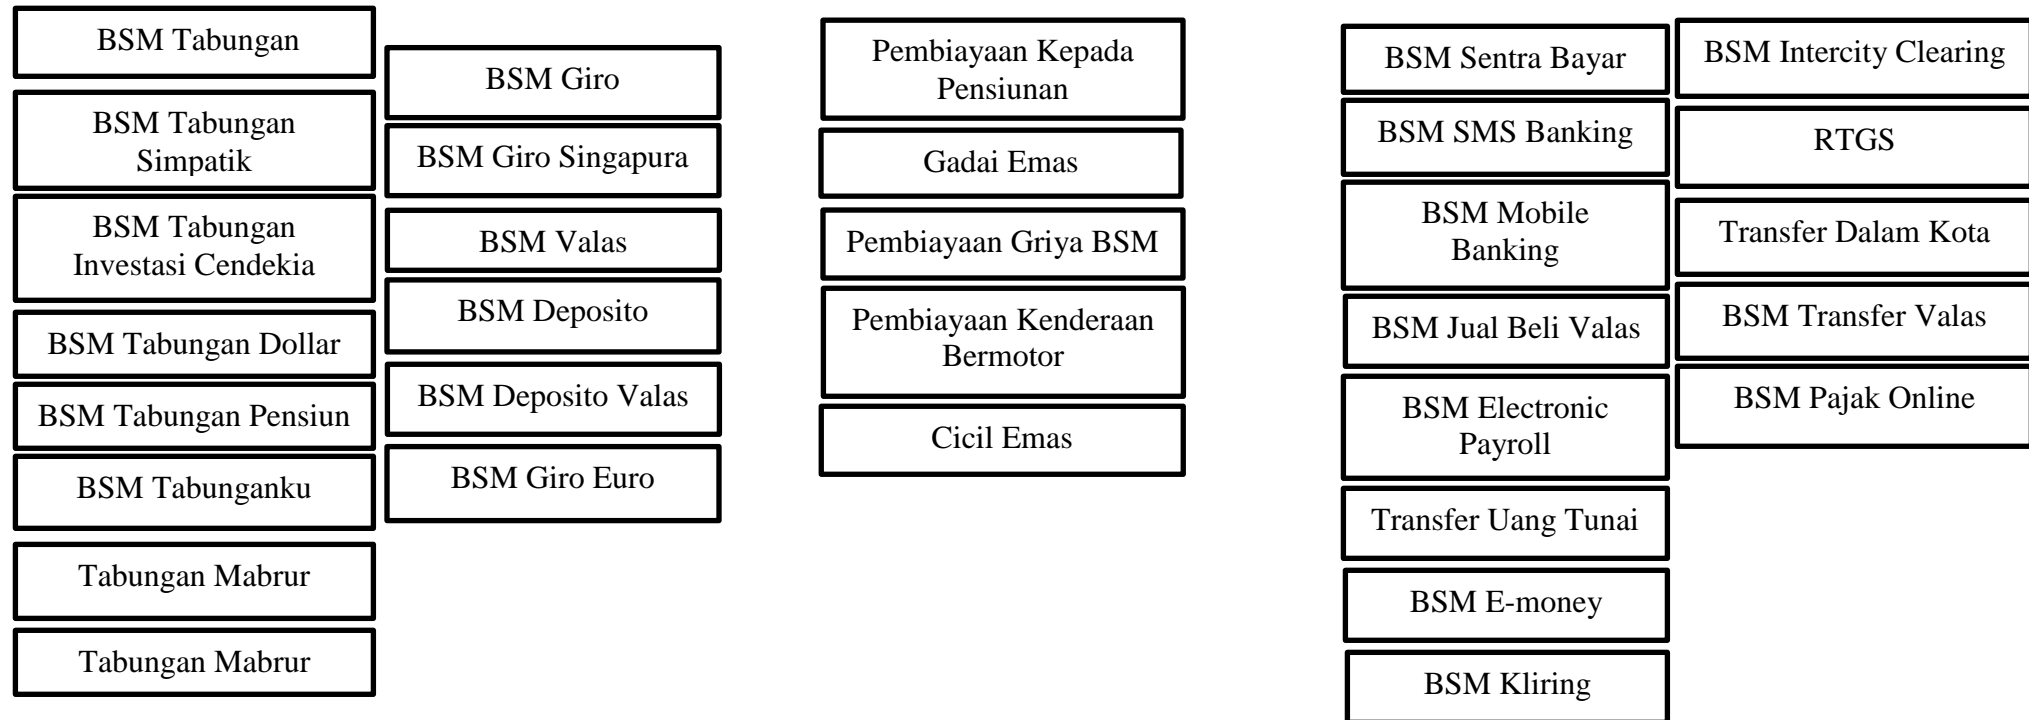 BSM Tabungan
BSM Tabungan
Simpatik
BSM Tabungan
Investasi Cendekia
BSM Tabungan Dollar
BSM Tabungan Pensiun
BSM Tabunganku
Tabungan Mabrur
Tabungan Mabrur
BSM Giro
BSM Giro Singapura
BSM Valas
BSM Deposito
BSM Deposito Valas
BSM Giro Euro
Pembiayaan Kepada
Pensiunan
Gadai Emas
Pembiayaan Griya BSM
Pembiayaan Kenderaan
Bermotor
Cicil Emas
BSM Sentra Bayar
BSM SMS Banking
BSM Mobile
Banking
BSM Jual Beli Valas
BSM Electronic
Payroll
Transfer Uang Tunai
BSM E-money
BSM Kliring
BSM Intercity Clearing
RTGS
Transfer Dalam Kota
BSM Transfer Valas
BSM Pajak Online